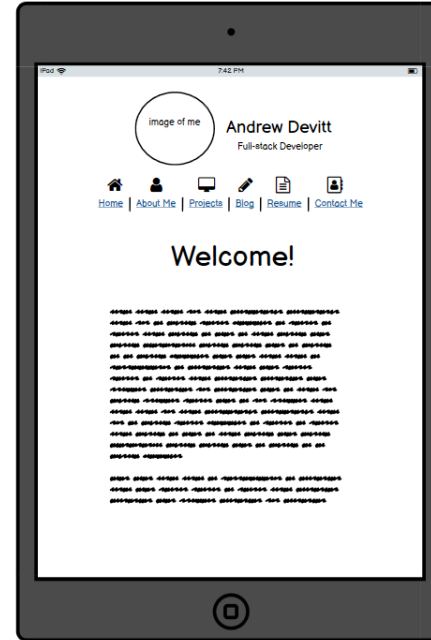 iPad 7:42 PM
image of me
Andrew Devitt
Full-stack Developer
Home | About Me | Projects | Blog | Resume | Contact Me
Welcome!